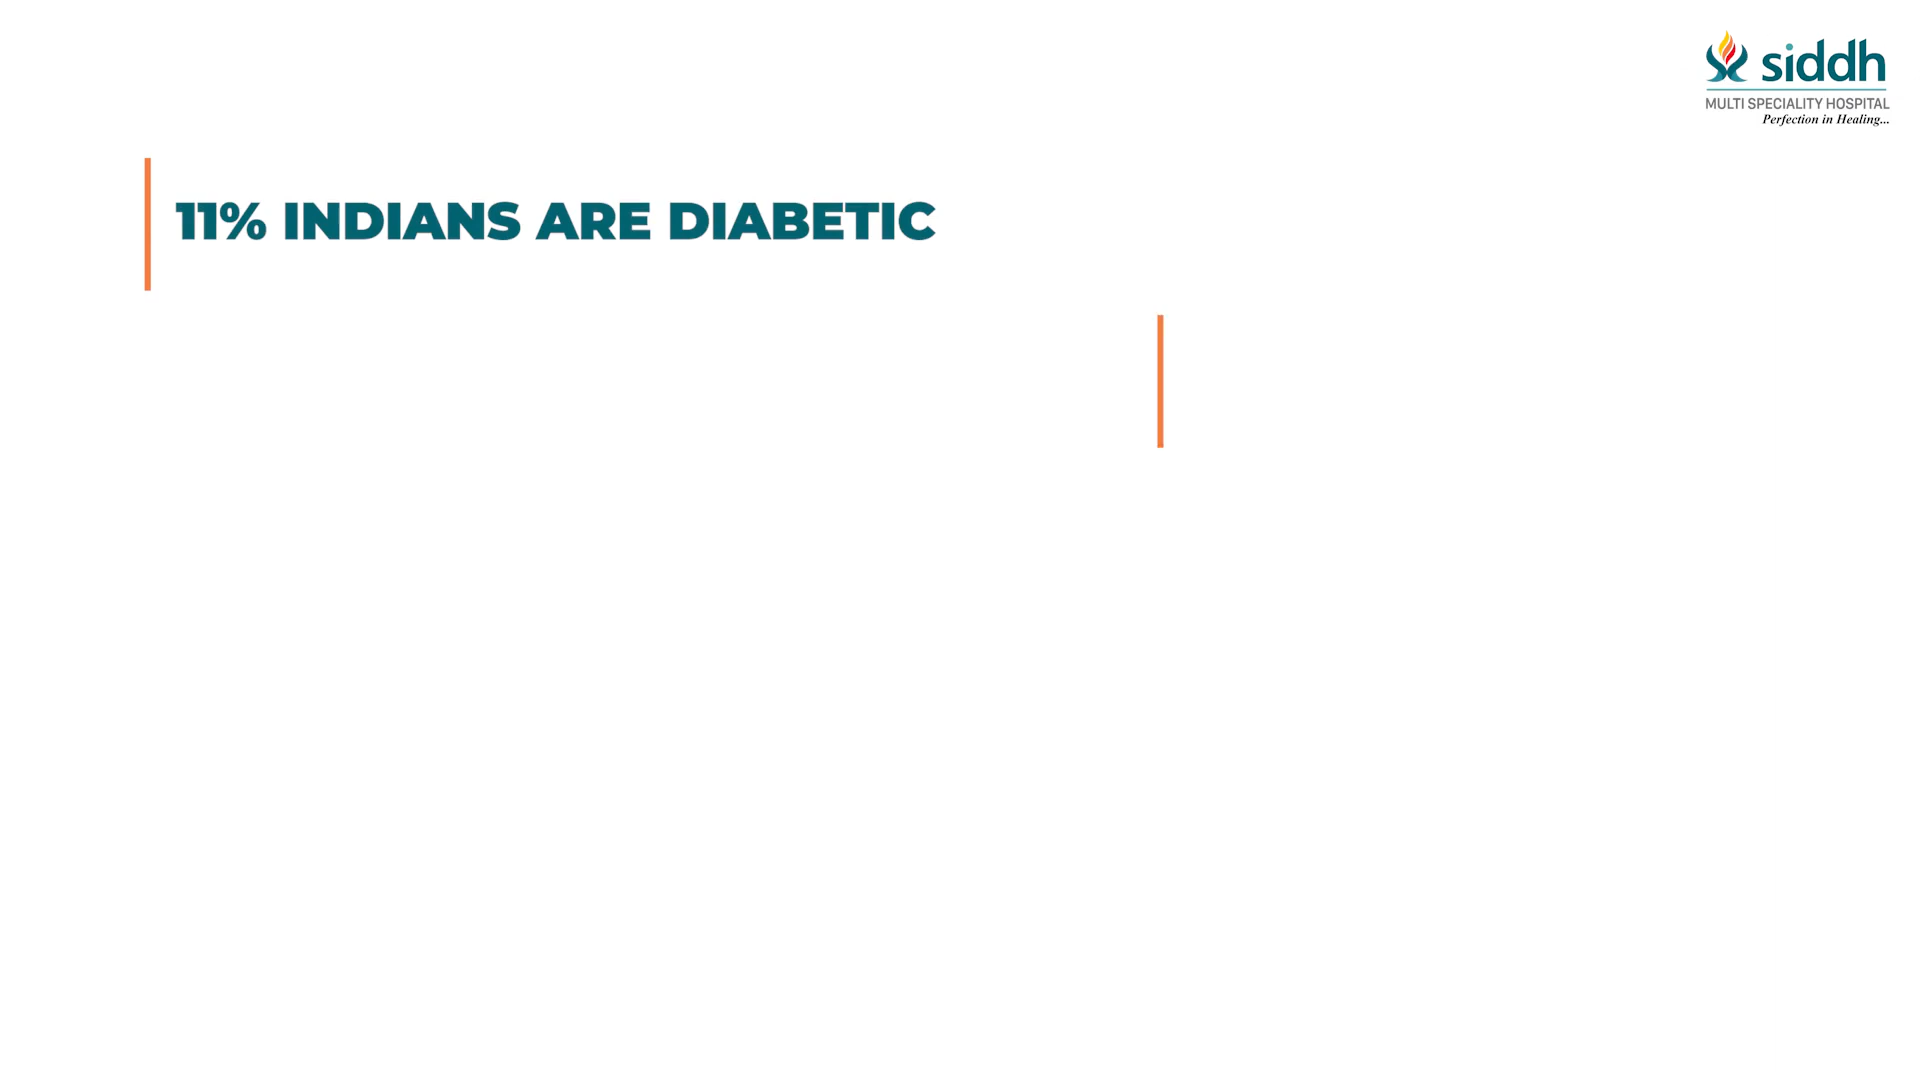 siddh
MULTI SPECIALITY HOSPITAL
Perfection in Healing...
11% INDIANS ARE DIABETIC